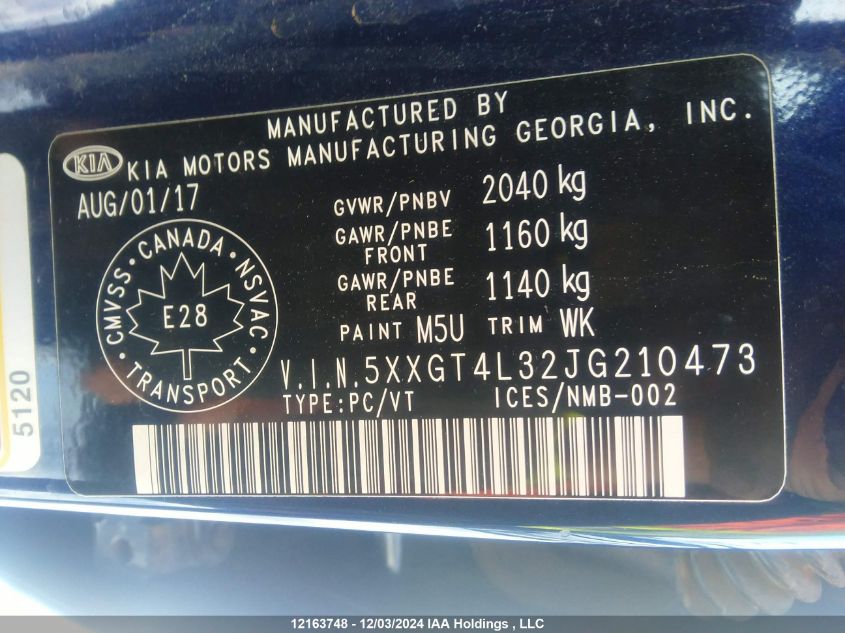 MANUFACTURED BY
KIA KIA MOTORS MANUFACTURING GEORGIA, INC.
AUG/01/17
GVWR/PNBV 2040 kg
GAWR/PNBE FRONT 1160 kg
GAWR/PNBE REAR 1140 kg
PAINT M5U TRIM WK
CMVSS · CANADA · NSVAC · TRANSPORT ·
E28
V.I.N.5XXGT4L32JG210473
TYPE:PC/VT ICES/NMB-002
5120
12163748 - 12/03/2024 IAA Holdings , LLC